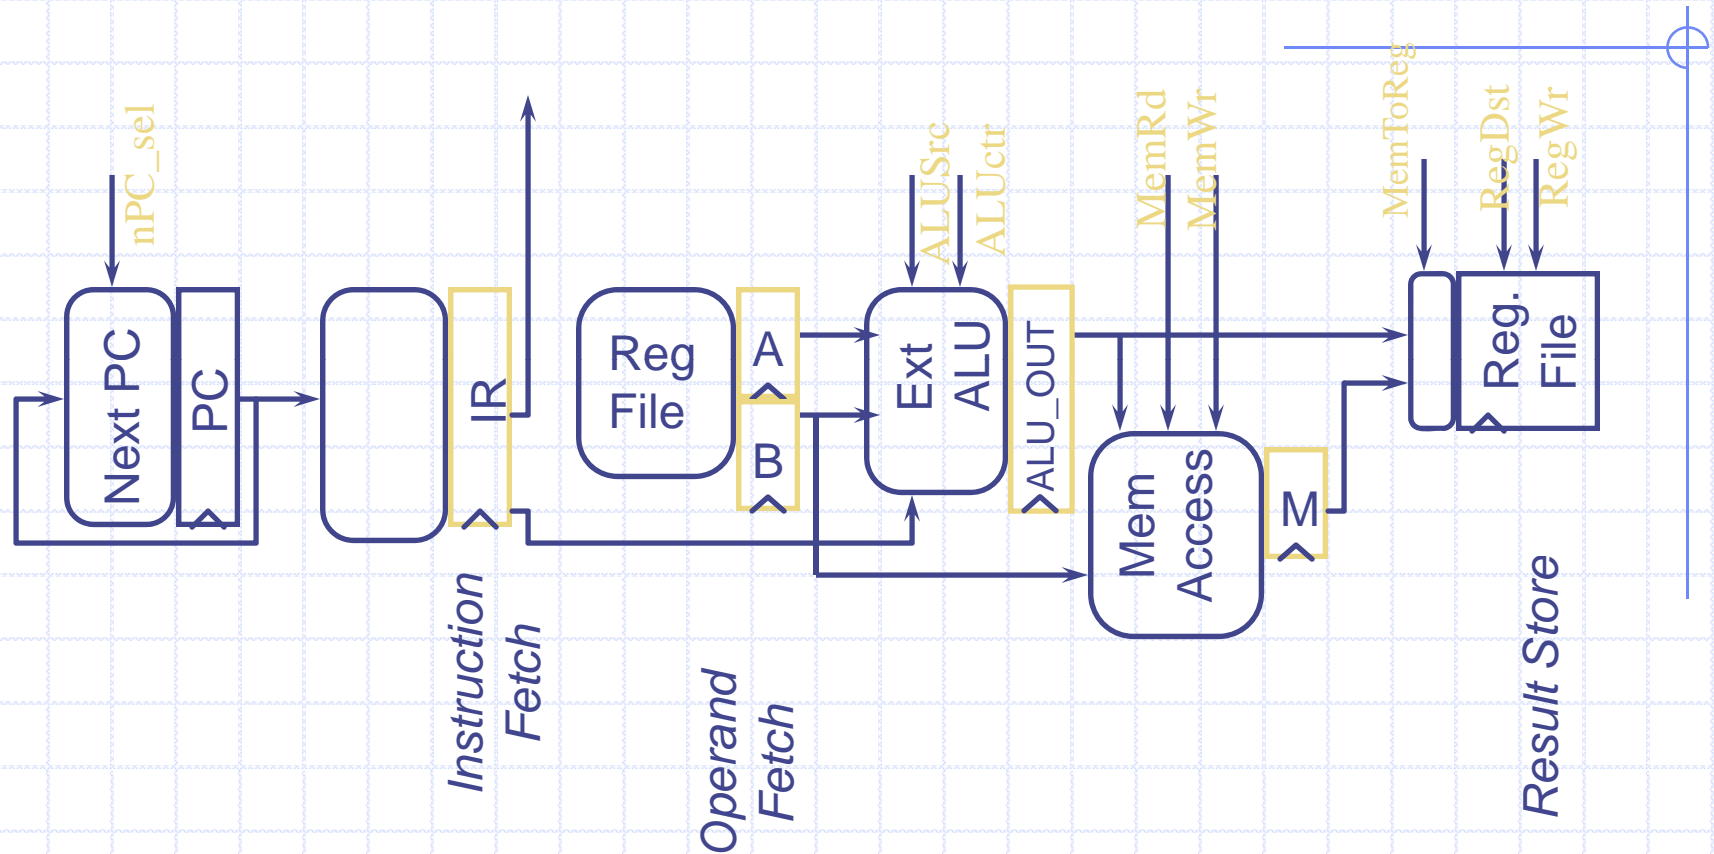 nPC_sel
ALUSrc
ALUctr
MemRd
MemWr
MemToReg
RegDst
RegWr
Next PC
PC
IR
Reg
File
A
B
Ext
ALU
ALU_OUT
Mem
Access
M
Reg.
File
Instruction
Fetch
Operand
Fetch
Result Store